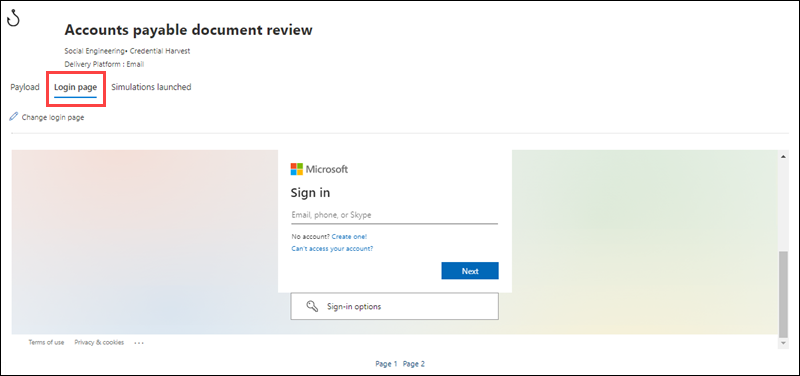 Accounts payable document review
Social Engineering• Credential Harvest
Delivery Platform : Email
Payload Login page Simulations launched
Change login page
Microsoft
Sign in
Email, phone, or Skype
No account? Create one!
Can't access your account?
Next
Sign-in options
Terms of use Privacy & cookies ...
Page 1 Page 2